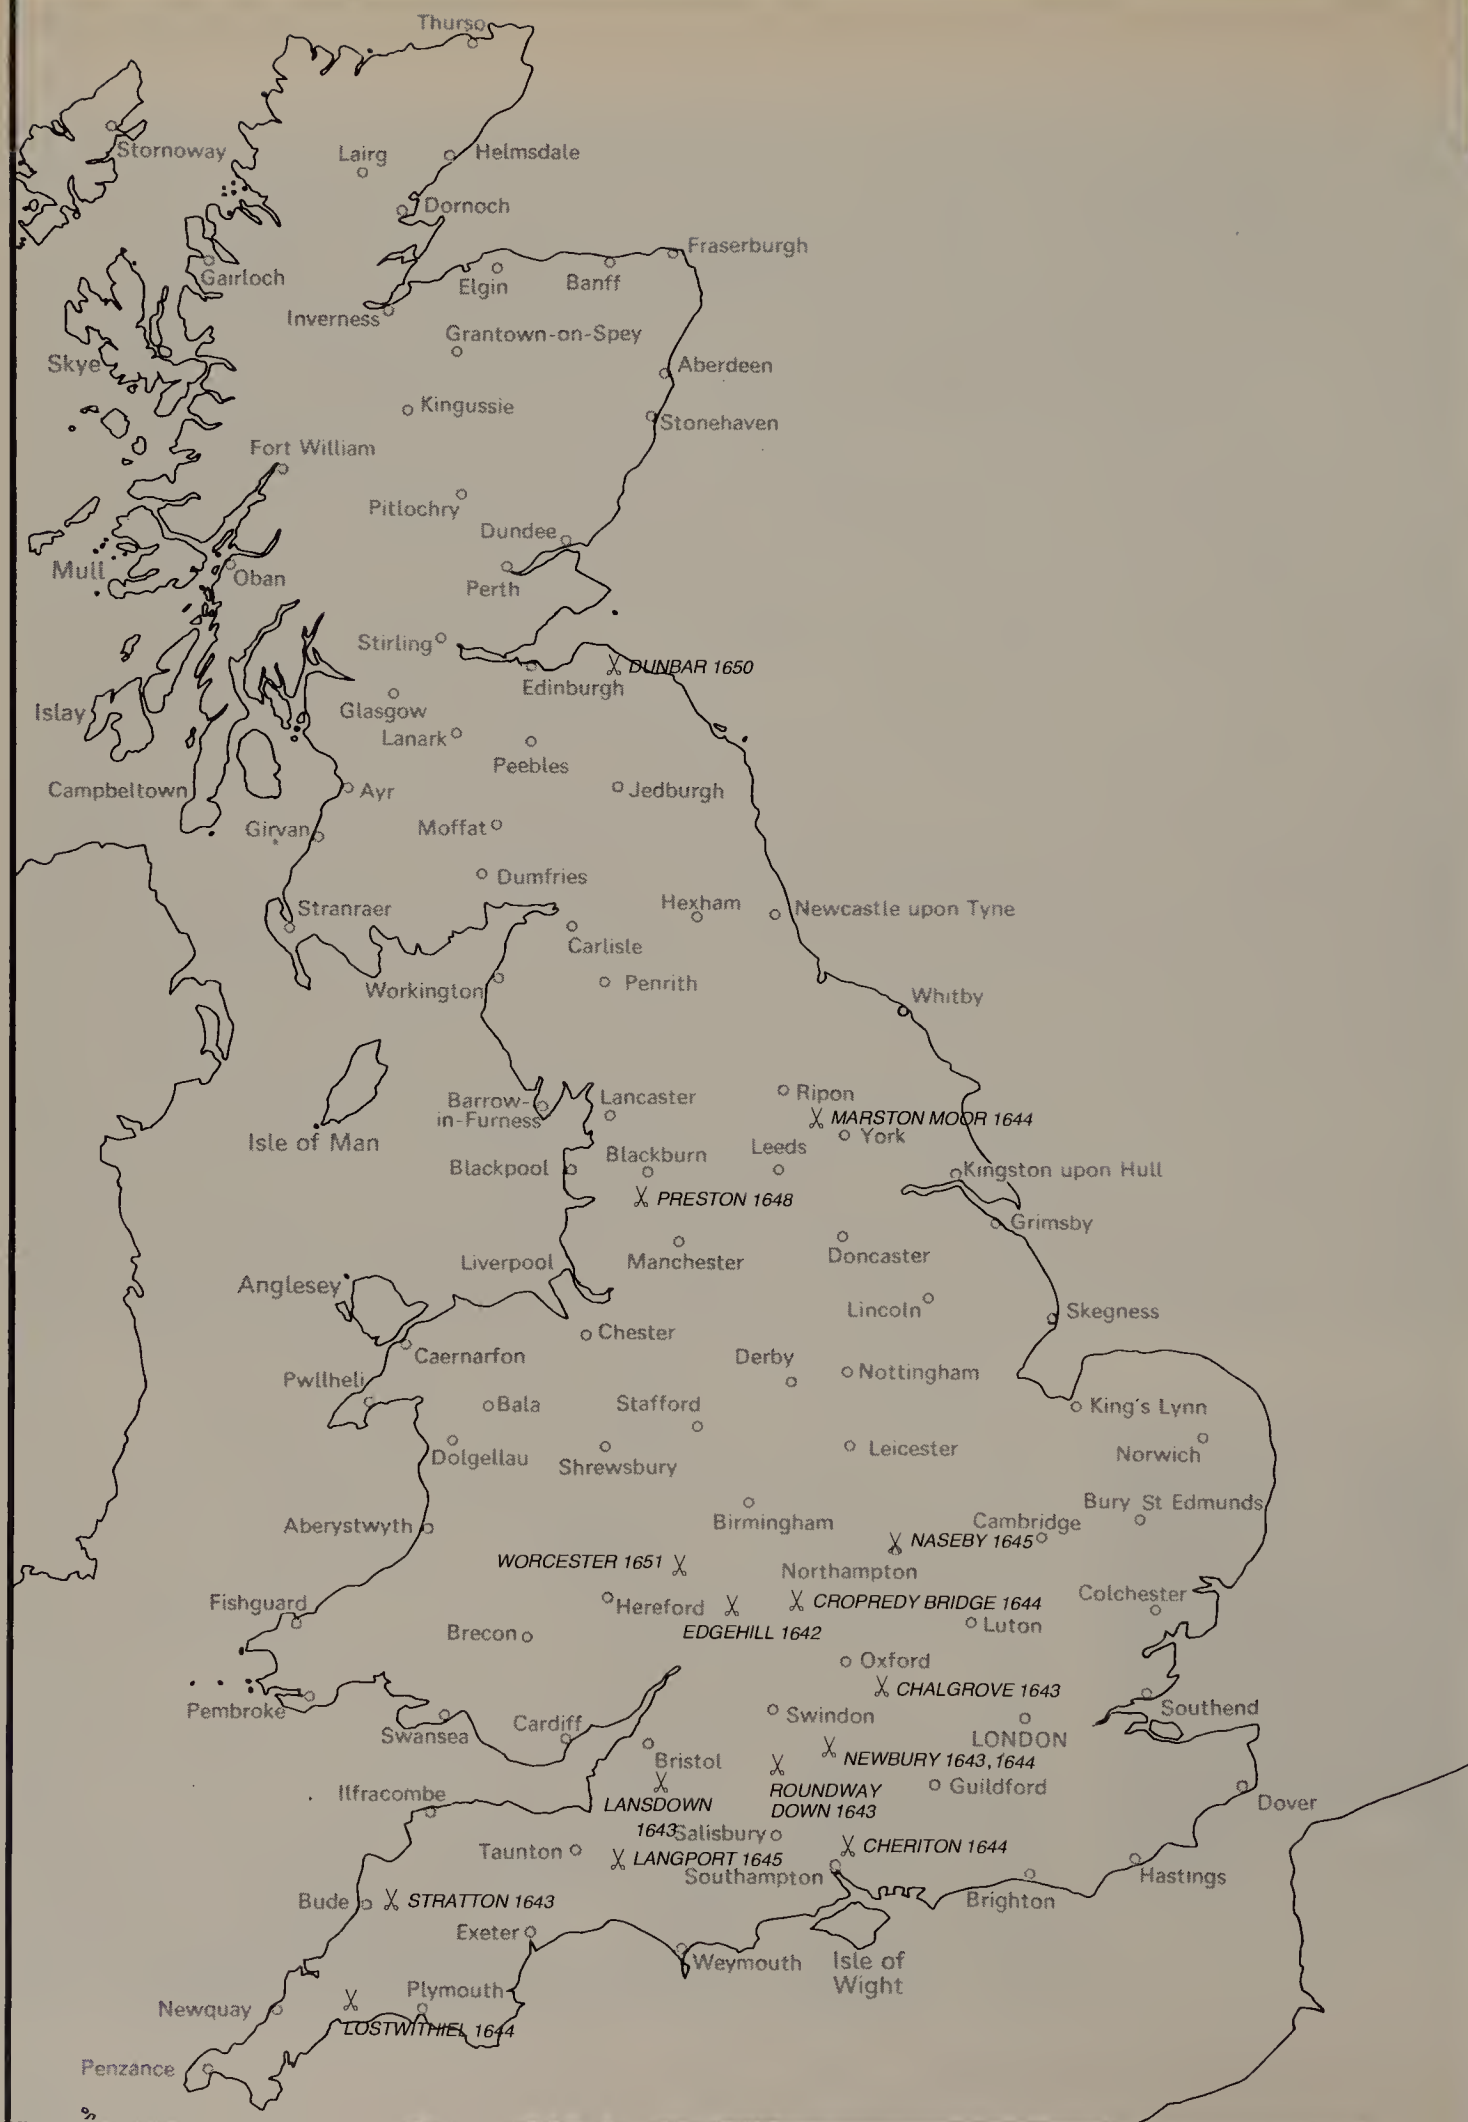 Thurso
Stornoway
Lairg
Helmsdale
Dornoch
Fraserburgh
Gairloch
Elgin
Banff
Inverness
Grantown-on-Spey
Skye
Aberdeen
Kingussie
Stonehaven
Fort William
Pitlochry
Dundee
Mull
Oban
Perth
Stirling
DUNBAR 1650
Edinburgh
Islay
Glasgow
Lanark
Peebles
Campbeltown
Ayr
Jedburgh
Girvan
Moffat
Dumfries
Stranraer
Hexham
Newcastle upon Tyne
Carlisle
Workington
Penrith
Whitby
Barrow-
in-Furness
Lancaster
Ripon
MARSTON MOOR 1644
Isle of Man
York
Blackpool
Blackburn
Leeds
Kingston upon Hull
PRESTON 1648
Grimsby
Liverpool
Manchester
Doncaster
Anglesey
Lincoln
Skegness
Chester
Caernarfon
Derby
Nottingham
Pwllheli
Bala
Stafford
King's Lynn
Dolgellau
Shrewsbury
Leicester
Norwich
Bury St Edmunds
Aberystwyth
Birmingham
Cambridge
NASEBY 1645
WORCESTER 1651
Northampton
Fishguard
Hereford
CROPREDY BRIDGE 1644
Colchester
Brecon
EDGEHILL 1642
Luton
Oxford
CHALGROVE 1643
Pembroke
Swansea
Cardiff
Swindon
Southend
LONDON
Bristol
NEWBURY 1643, 1644
Ilfracombe
LANSDOWN
1643
ROUNDWAY
DOWN 1643
Guildford
Dover
Salisbury
CHERITON 1644
Taunton
LANGPORT 1645
Southampton
Hastings
Bude
STRATTON 1643
Brighton
Exeter
Weymouth
Isle of
Wight
Newquay
Plymouth
LOSTWITHIEL 1644
Penzance